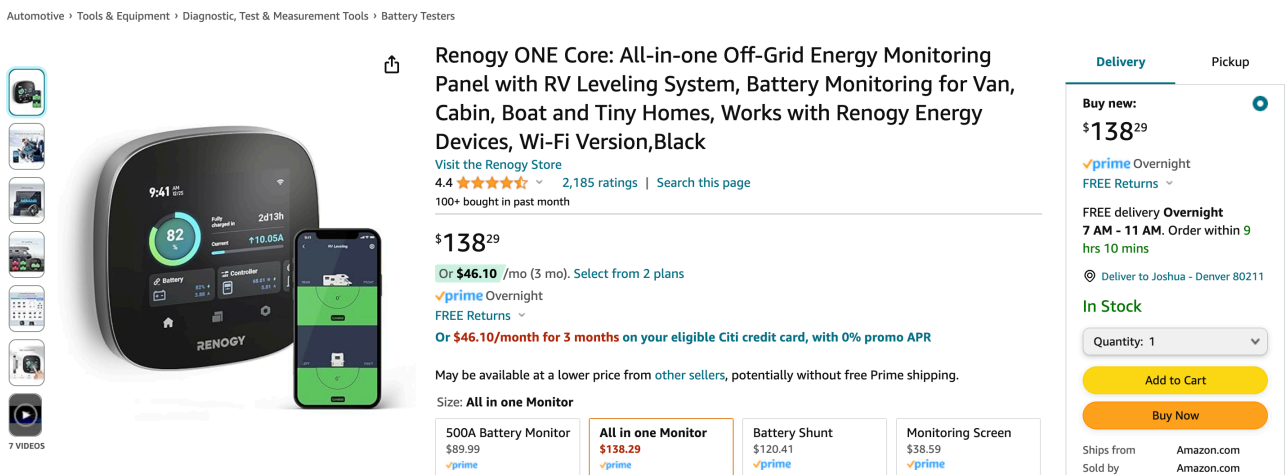 Automotive › Tools & Equipment › Diagnostic, Test & Measurement Tools › Battery Testers
9:41 AM
12/25
82
%
Fully
charged in
2d13h
Current
↑10.05A
Battery
Controller
RENOGY
RV Leveling
0°
0°
7 VIDEOS
Renogy ONE Core: All-in-one Off-Grid Energy Monitoring
Panel with RV Leveling System, Battery Monitoring for Van,
Cabin, Boat and Tiny Homes, Works with Renogy Energy
Devices, Wi-Fi Version,Black
Visit the Renogy Store
4.4 2,185 ratings | Search this page
100+ bought in past month
$138 29
Or $46.10 /mo (3 mo). Select from 2 plans
prime Overnight
FREE Returns
Or $46.10/month for 3 months on your eligible Citi credit card, with 0% promo APR
May be available at a lower price from other sellers, potentially without free Prime shipping.
Size: All in one Monitor
500A Battery Monitor
$89.99
prime
All in one Monitor
$138.29
prime
Battery Shunt
$120.41
prime
Monitoring Screen
$38.59
prime
Delivery
Pickup
Buy new:
$138 29
prime Overnight
FREE Returns
FREE delivery Overnight
7 AM - 11 AM. Order within 9
hrs 10 mins
Deliver to Joshua - Denver 80211
In Stock
Quantity: 1
Add to Cart
Buy Now
Ships from Amazon.com
Sold by Amazon.com